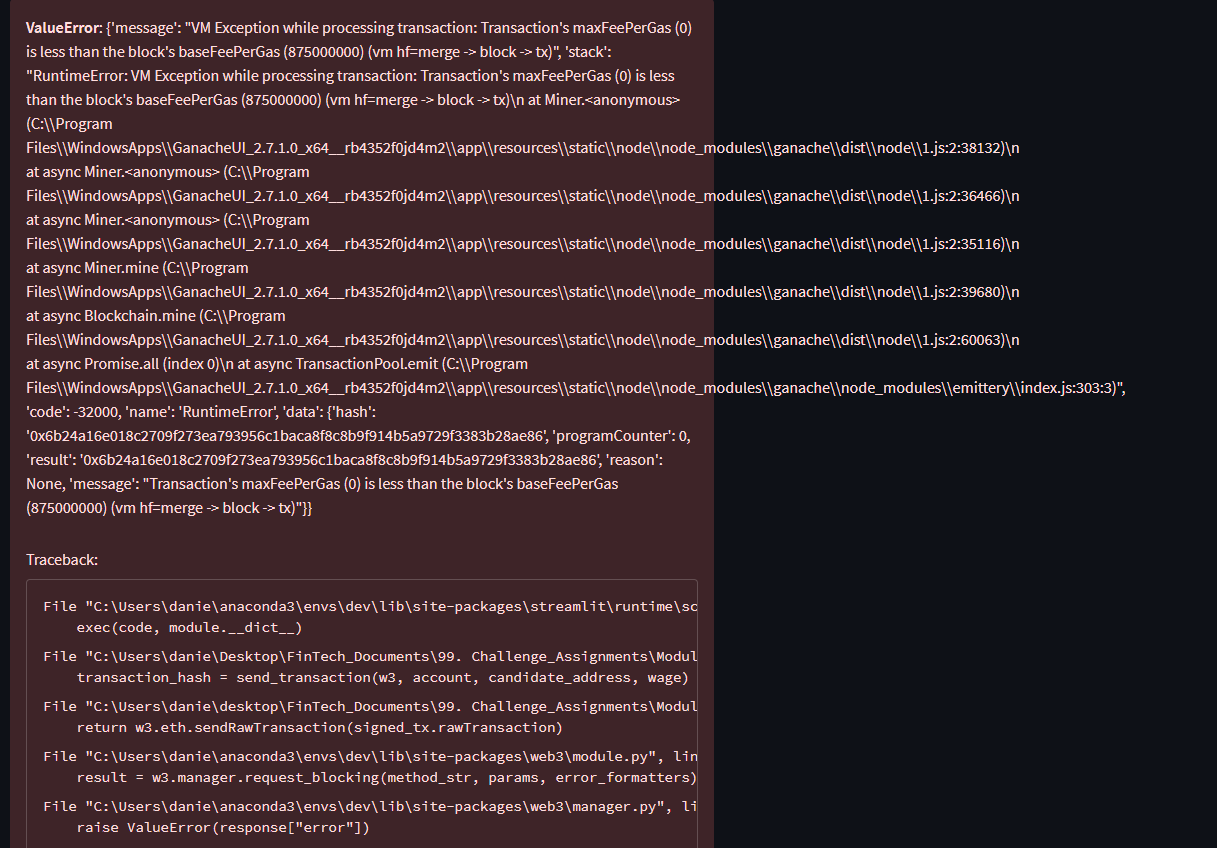 ValueError: {'message': "VM Exception while processing transaction: Transaction's maxFeePerGas (0)
is less than the block's baseFeePerGas (875000000) (vm hf=merge -> block -> tx)", 'stack':
"RuntimeError: VM Exception while processing transaction: Transaction's maxFeePerGas (0) is less
than the block's baseFeePerGas (875000000) (vm hf=merge -> block -> tx)\n at Miner.<anonymous>
(C:\\Program
Files\\WindowsApps\\GanacheUI_2.7.1.0_x64__rb4352f0jd4m2\\app\\resources\\static\\node\\node_modules\\ganache\\dist\\node\\1.js:2:38132)\n
at async Miner.<anonymous> (C:\\Program
Files\\WindowsApps\\GanacheUI_2.7.1.0_x64__rb4352f0jd4m2\\app\\resources\\static\\node\\node_modules\\ganache\\dist\\node\\1.js:2:36466)\n
at async Miner.<anonymous> (C:\\Program
Files\\WindowsApps\\GanacheUI_2.7.1.0_x64__rb4352f0jd4m2\\app\\resources\\static\\node\\node_modules\\ganache\\dist\\node\\1.js:2:35116)\n
at async Miner.mine (C:\\Program
Files\\WindowsApps\\GanacheUI_2.7.1.0_x64__rb4352f0jd4m2\\app\\resources\\static\\node\\node_modules\\ganache\\dist\\node\\1.js:2:39680)\n
at async Blockchain.mine (C:\\Program
Files\\WindowsApps\\GanacheUI_2.7.1.0_x64__rb4352f0jd4m2\\app\\resources\\static\\node\\node_modules\\ganache\\dist\\node\\1.js:2:60063)\n
at async Promise.all (index 0)\n at async TransactionPool.emit (C:\\Program
Files\\WindowsApps\\GanacheUI_2.7.1.0_x64__rb4352f0jd4m2\\app\\resources\\static\\node\\node_modules\\ganache\\node_modules\\emittery\\index.js:303:3)",
'code': -32000, 'name': 'RuntimeError', 'data': {'hash':
'0x6b24a16e018c2709f273ea793956c1baca8f8c8b9f914b5a9729f3383b28ae86', 'programCounter': 0,
'result': '0x6b24a16e018c2709f273ea793956c1baca8f8c8b9f914b5a9729f3383b28ae86', 'reason':
None, 'message': "Transaction's maxFeePerGas (0) is less than the block's baseFeePerGas
(875000000) (vm hf=merge -> block -> tx)"}}
Traceback:
File "C:\Users\danie\anaconda3\envs\dev\lib\site-packages\streamlit\runtime\sc
exec(code, module.__dict__)
File "C:\Users\danie\Desktop\FinTech_Documents\99. Challenge_Assignments\Modul
transaction_hash = send_transaction(w3, account, candidate_address, wage)
File "C:\Users\danie\desktop\FinTech_Documents\99. Challenge_Assignments\Modul
return w3.eth.sendRawTransaction(signed_tx.rawTransaction)
File "C:\Users\danie\anaconda3\envs\dev\lib\site-packages\web3\module.py", lin
result = w3.manager.request_blocking(method_str, params, error_formatters)
File "C:\Users\danie\anaconda3\envs\dev\lib\site-packages\web3\manager.py", li
raise ValueError(response["error"])